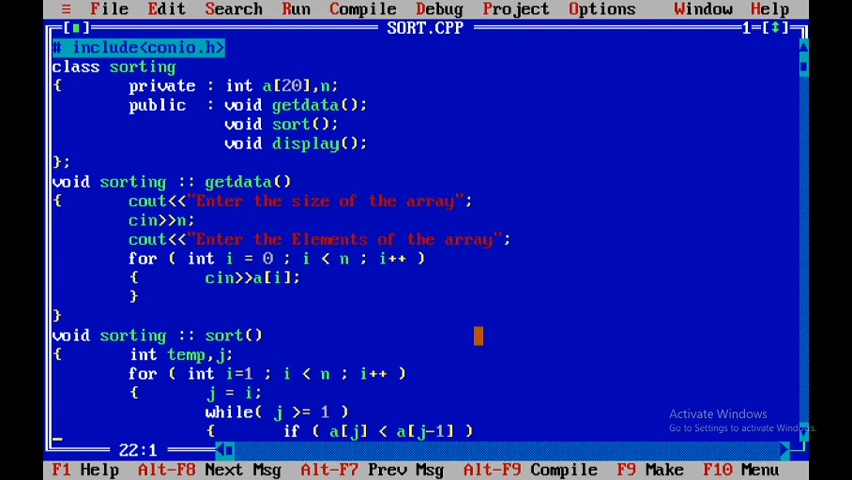 ≡ File Edit Search Run Compile Debug Project Options Window Help
[■] SORT.CPP 1=[↕]
# include<conio.h>
class sorting
{ private : int a[20],n;
public : void getdata();
void sort();
void display();
};
void sorting :: getdata()
{ cout<<"Enter the size of the array";
cin>>n;
cout<<"Enter the Elements of the array";
for ( int i = 0 ; i < n ; i++ )
{ cin>>a[i];
}
}
void sorting :: sort()
{ int temp,j;
for ( int i=1 ; i < n ; i++ )
{ j = i;
while( j >= 1 )
{ if ( a[j] < a[j-1] )
22:1
F1 Help Alt-F8 Next Msg Alt-F7 Prev Msg Alt-F9 Compile F9 Make F10 Menu
Activate Windows
Go to Settings to activate Windows.